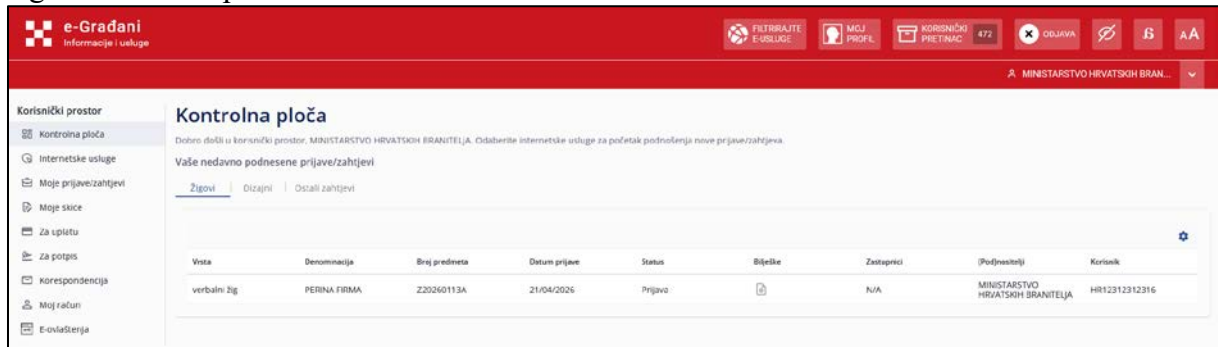 e-Građani
Informacije i usluge
FILTRIRAJTE
E-USLUGE
MOJ
PROFIL
KORISNIČKI
PRETINAC
472
ODJAVA
AA
MINISTARSTVO HRVATSKIH BRAN...
Korisnički prostor
Kontrolna ploča
Internetske usluge
Moje prijave/zahtjevi
Moje skice
Za uplatu
Za potpis
Korespondencija
Moj račun
E-ovlaštenja
Kontrolna ploča
Dobro došli u korisnički prostor, MINISTARSTVO HRVATSKIH BRANITELJA. Odaberite internetske usluge za početak podnošenja nove prijave/zahtjeva.
Vaše nedavno podnesene prijave/zahtjevi
Žigovi | Dizajni | Ostali zahtjevi
Vrsta Denominacija Broj predmeta Datum prijave Status Bilješke Zastupnici (Pod)nositelji Korisnik
verbalni žig PERINA FIRMA Z20260113A 21/04/2026 Prijava N/A MINISTARSTVO HRVATSKIH BRANITELJA HR12312312316